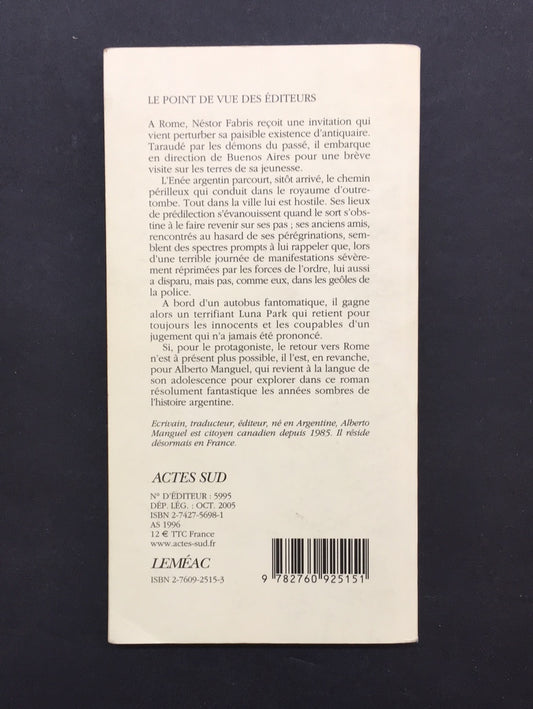 LE POINT DE VUE DES ÉDITEURS
A Rome, Néstor Fabris reçoit une invitation qui
vient perturber sa paisible existence d'antiquaire.
Taraudé par les démons du passé, il embarque
en direction de Buenos Aires pour une brève
visite sur les terres de sa jeunesse.
L'Enée argentin parcourt, sitôt arrivé, le chemin
périlleux qui conduit dans le royaume d'outre-
tombe. Tout dans la ville lui est hostile. Ses lieux
de prédilection s'évanouissent quand le sort s'obs-
tine à le faire revenir sur ses pas ; ses anciens amis,
rencontrés au hasard de ses pérégrinations, sem-
blent des spectres prompts à lui rappeler que, lors
d'une terrible journée de manifestations sévère-
ment réprimées par les forces de l'ordre, lui aussi
a disparu, mais pas, comme eux, dans les geôles de
la police.
A bord d'un autobus fantomatique, il gagne
alors un terrifiant Luna Park qui retient pour
toujours les innocents et les coupables d'un
jugement qui n'a jamais été prononcé.
Si, pour le protagoniste, le retour vers Rome
n'est à présent plus possible, il l'est, en revanche,
pour Alberto Manguel, qui revient à la langue de
son adolescence pour explorer dans ce roman
résolument fantastique les années sombres de
l'histoire argentine.
Ecrivain, traducteur, éditeur, né en Argentine, Alberto
Manguel est citoyen canadien depuis 1985. Il réside
désormais en France.
ACTES SUD
N° D'ÉDITEUR : 5995
DÉP. LÉG. : OCT. 2005
ISBN 2-7427-5698-1
AS 1996
12 € TTC France
www.actes-sud.fr
LEMÉAC
ISBN 2-7609-2515-3
9 782760 925151